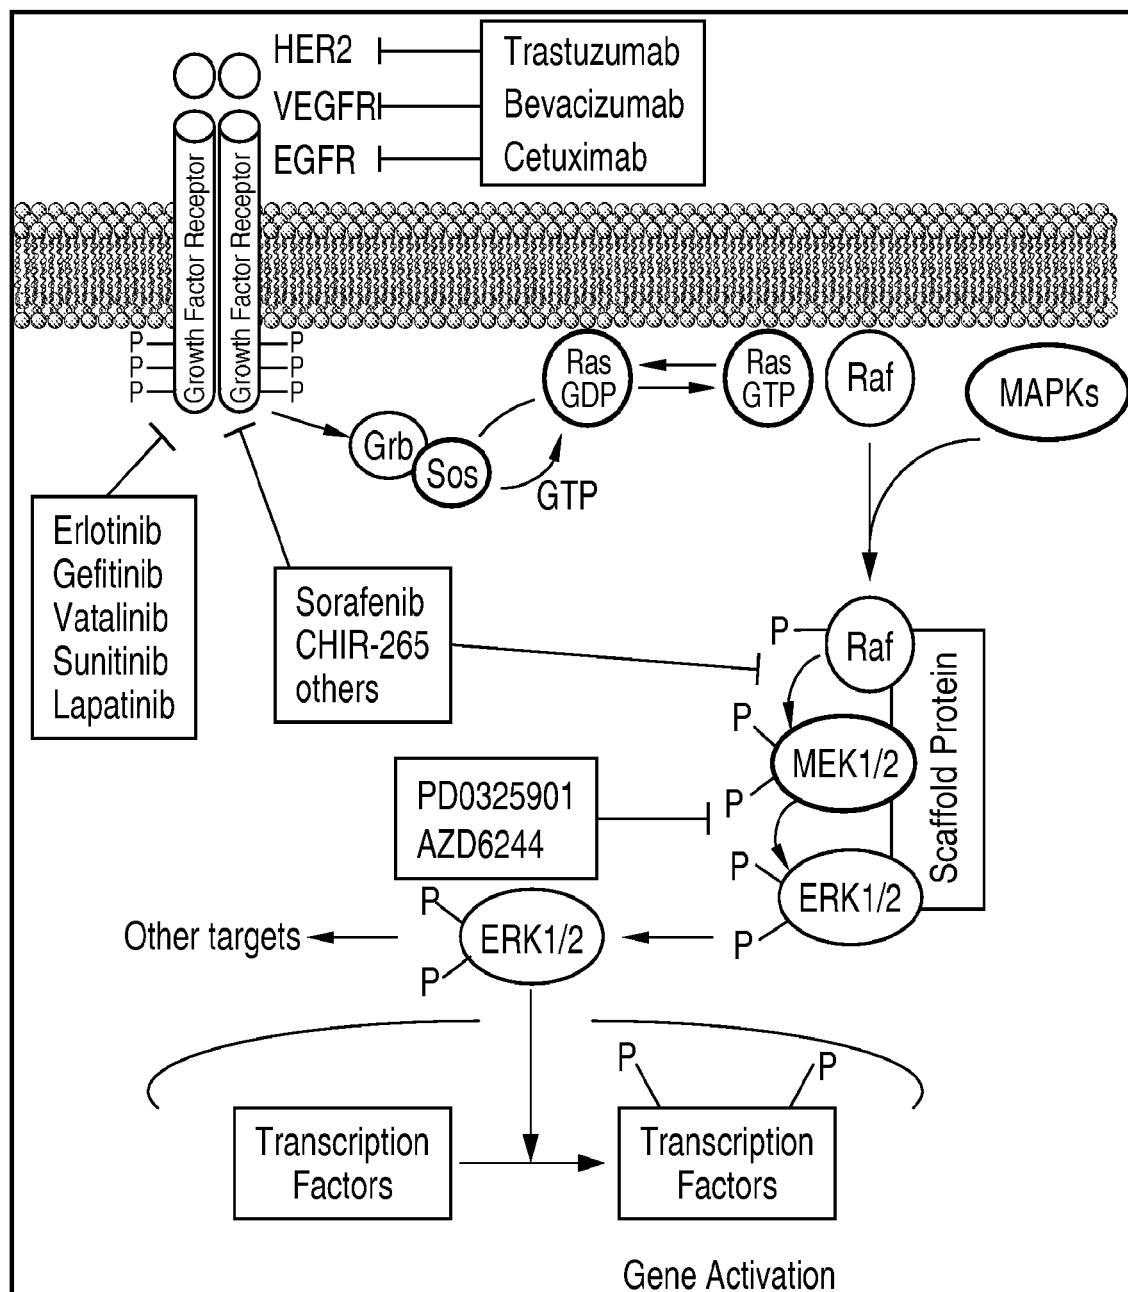 HER2
VEGFR
EGFR
Trastuzumab
Bevacizumab
Cetuximab
Growth Factor Receptor
Growth Factor Receptor
P
P
P
P
P
P
Ras
GDP
Ras
GTP
Raf
MAPKs
Grb
Sos
GTP
Erlotinib
Gefitinib
Vatalinib
Sunitinib
Lapatinib
Sorafenib
CHIR-265
others
P
Raf
P
MEK1/2
P
Scaffold Protein
PD0325901
AZD6244
P
ERK1/2
P
P
ERK1/2
P
Other targets
P
P
Transcription
Factors
Transcription
Factors
Gene Activation